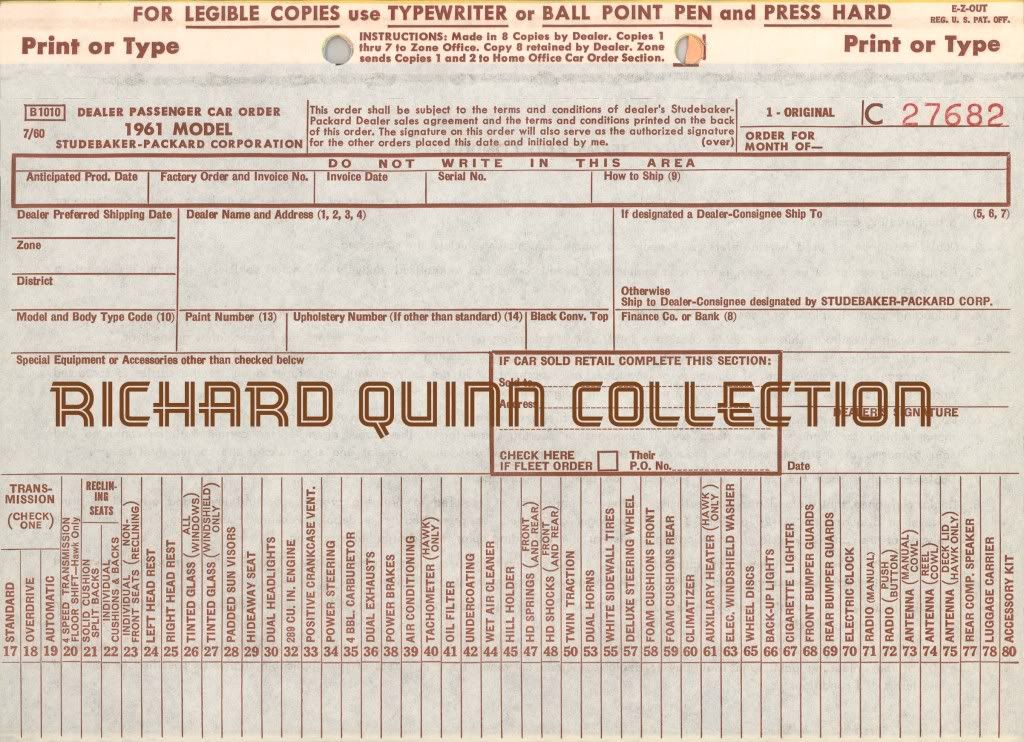 FOR LEGIBLE COPIES use TYPEWRITER or BALL POINT PEN and PRESS HARD
E-Z-OUT
REG. U. S. PAT. OFF.
Print or Type
INSTRUCTIONS: Made in 8 Copies by Dealer. Copies 1
thru 7 to Zone Office. Copy 8 retained by Dealer. Zone
sends Copies 1 and 2 to Home Office Car Order Section.
Print or Type
B1010
7/60
DEALER PASSENGER CAR ORDER
1961 MODEL
STUDEBAKER-PACKARD CORPORATION
This order shall be subject to the terms and conditions of dealer's Studebaker-
Packard Dealer sales agreement and the terms and conditions printed on the back
of this order. The signature on this order will also serve as the authorized signature
for the other orders placed this date and initialed by me. (over)
1 - ORIGINAL
C 27682
ORDER FOR
MONTH OF—
DO NOT WRITE IN THIS AREA
Anticipated Prod. Date
Factory Order and Invoice No.
Invoice Date
Serial No.
How to Ship (9)
Dealer Preferred Shipping Date
Dealer Name and Address (1, 2, 3, 4)
If designated a Dealer-Consignee Ship To (5, 6, 7)
Zone
District
Otherwise
Ship to Dealer-Consignee designated by STUDEBAKER-PACKARD CORP.
Model and Body Type Code (10)
Paint Number (13)
Upholstery Number (If other than standard) (14)
Black Conv. Top
Finance Co. or Bank (8)
Special Equipment or Accessories other than checked below
IF CAR SOLD RETAIL COMPLETE THIS SECTION:
Sold to
Address
RICHARD QUINN COLLECTION
DEALER'S SIGNATURE
CHECK HERE
IF FLEET ORDER
Their
P.O. No.
Date
TRANS-
MISSION
(CHECK ONE)
RECLIN-
ING
SEATS
STANDARD 17
OVERDRIVE 18
AUTOMATIC 19
4 SPEED TRANSMISSION FLOOR SHIFT—Hawk Only 20
SOLID CUSHION SPLIT BACKS 21
INDIVIDUAL CUSHIONS & BACKS 22
INDIVIDUAL FRONT SEATS (NON-RECLINING) 23
LEFT HEAD REST 24
RIGHT HEAD REST 25
TINTED GLASS (ALL WINDOWS) 26
TINTED GLASS (WINDSHIELD ONLY) 27
PADDED SUN VISORS 28
HIDEAWAY SEAT 29
DUAL HEADLIGHTS 30
289 CU. IN. ENGINE 32
POSITIVE CRANKCASE VENT. 33
POWER STEERING 34
4 BBL. CARBURETOR 35
DUAL EXHAUSTS 36
POWER BRAKES 38
AIR CONDITIONING 39
TACHOMETER (HAWK ONLY) 40
OIL FILTER 41
UNDERCOATING 42
WET AIR CLEANER 44
HILL HOLDER 45
HD SPRINGS (FRONT AND REAR) 47
HD SHOCKS (FRONT AND REAR) 48
TWIN TRACTION 50
DUAL HORNS 53
WHITE SIDEWALL TIRES 55
DELUXE STEERING WHEEL 57
FOAM CUSHIONS FRONT 58
FOAM CUSHIONS REAR 59
CLIMATIZER 60
AUXILIARY HEATER (HAWK ONLY) 61
ELEC. WINDSHIELD WASHER 63
WHEEL DISCS 65
BACK-UP LIGHTS 66
CIGARETTE LIGHTER 67
FRONT BUMPER GUARDS 68
REAR BUMPER GUARDS 69
ELECTRIC CLOCK 70
RADIO (MANUAL) 71
RADIO (PUSH BUTTON) 72
ANTENNA (MANUAL COWL) 73
ANTENNA (REEL COWL) 74
ANTENNA (DECK LID HAWK ONLY) 75
REAR COMP. SPEAKER 77
LUGGAGE CARRIER 78
ACCESSORY KIT 80